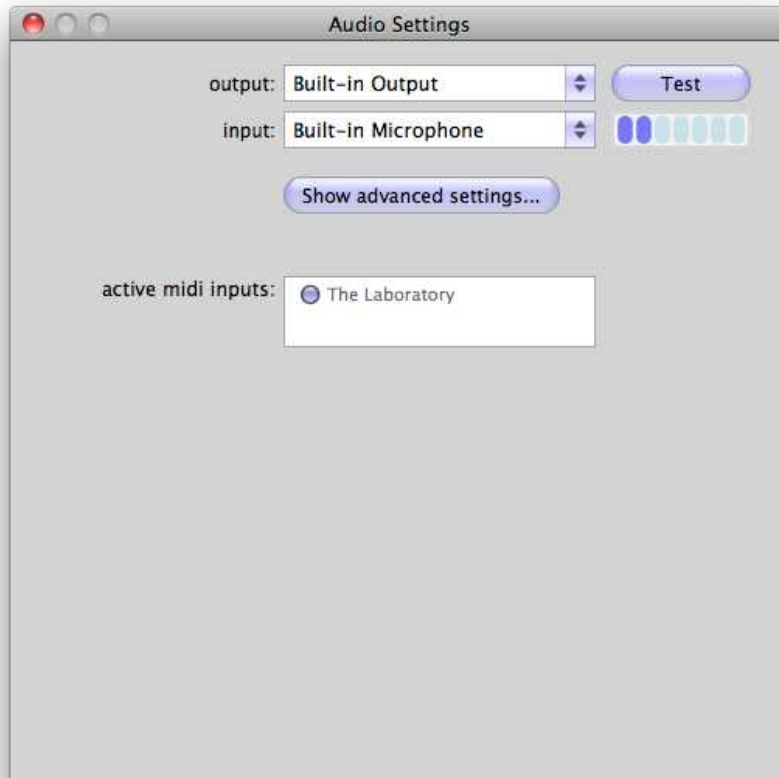 Audio Settings
output: Built-in Output Test
input: Built-in Microphone
Show advanced settings...
active midi inputs: The Laboratory